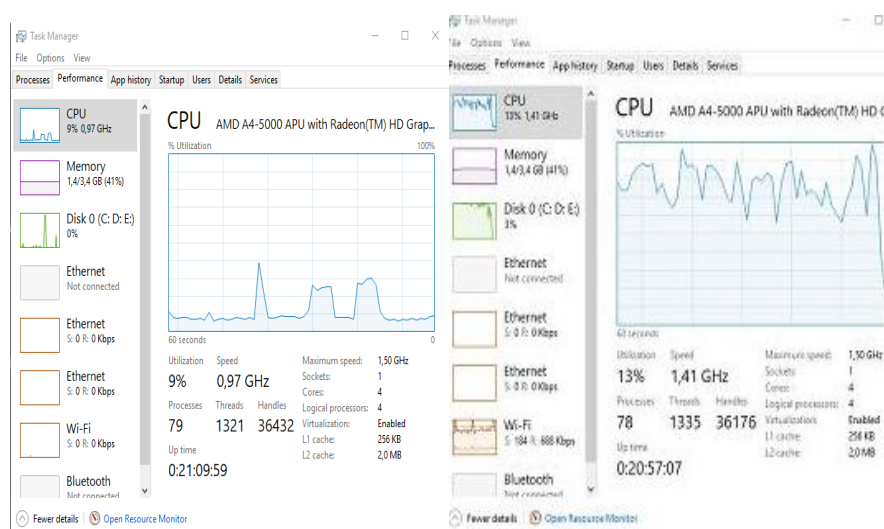 Task Manager
File Options View
Processes Performance App history Startup Users Details Services
CPU
9% 0,97 GHz
Memory
1,4/3,4 GB (41%)
Disk 0 (C: D: E:)
0%
Ethernet
Not connected
Ethernet
S: 0 R: 0 Kbps
Ethernet
S: 0 R: 0 Kbps
Wi-Fi
S: 0 R: 0 Kbps
Bluetooth
Not connected
CPU AMD A4-5000 APU with Radeon(TM) HD Grap...
% Utilization 100%
60 seconds 0
Utilization Speed Maximum speed: 1,50 GHz
9% 0,97 GHz Sockets: 1
Cores: 4
Processes Threads Handles Logical processors: 4
79 1321 36432 Virtualization: Enabled
L1 cache: 256 KB
Up time L2 cache: 2,0 MB
0:21:09:59
Fewer details Open Resource Monitor
Task Manager
File Options View
Processes Performance App history Startup Users Details Services
CPU
13% 1,41 GHz
Memory
1,4/3,4 GB (41%)
Disk 0 (C: D: E:)
3%
Ethernet
Not connected
Ethernet
S: 0 R: 0 Kbps
Ethernet
S: 0 R: 0 Kbps
Wi-Fi
S: 184 R: 688 Kbps
Bluetooth
Not connected
CPU AMD A4-5000 APU with Radeon(TM) HD
% Utilization
60 seconds
Utilization Speed Maximum speed: 1,50 GHz
13% 1,41 GHz Sockets: 1
Cores: 4
Processes Threads Handles Logical processors: 4
78 1335 36176 Virtualization: Enabled
L1 cache: 256 KB
Up time L2 cache: 2,0 MB
0:20:57:07
Fewer details Open Resource Monitor